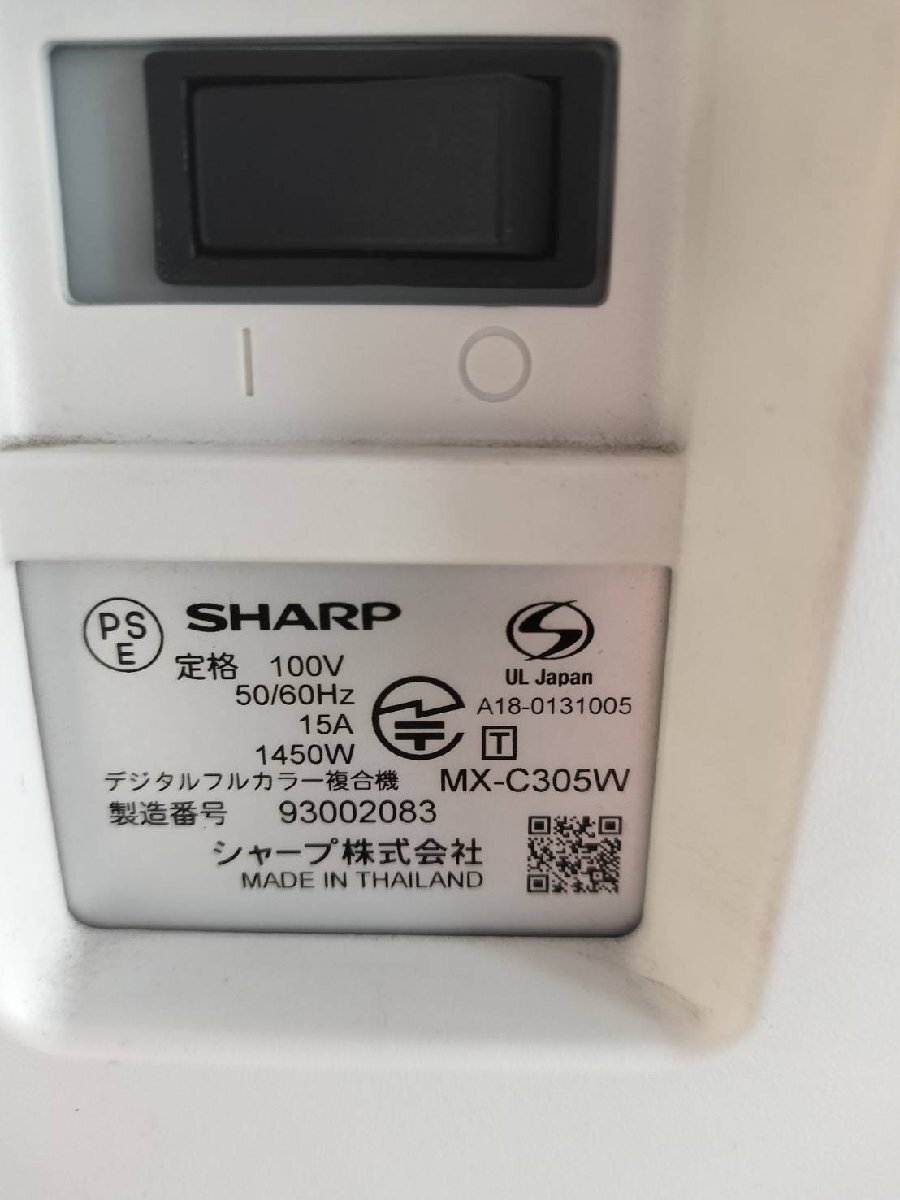 PS
E
SHARP
定格 100V
50/60Hz
15A
1450W
UL Japan
A18-0131005
T
デジタルフルカラー複合機 MX-C305W
製造番号 93002083
シャープ株式会社
MADE IN THAILAND